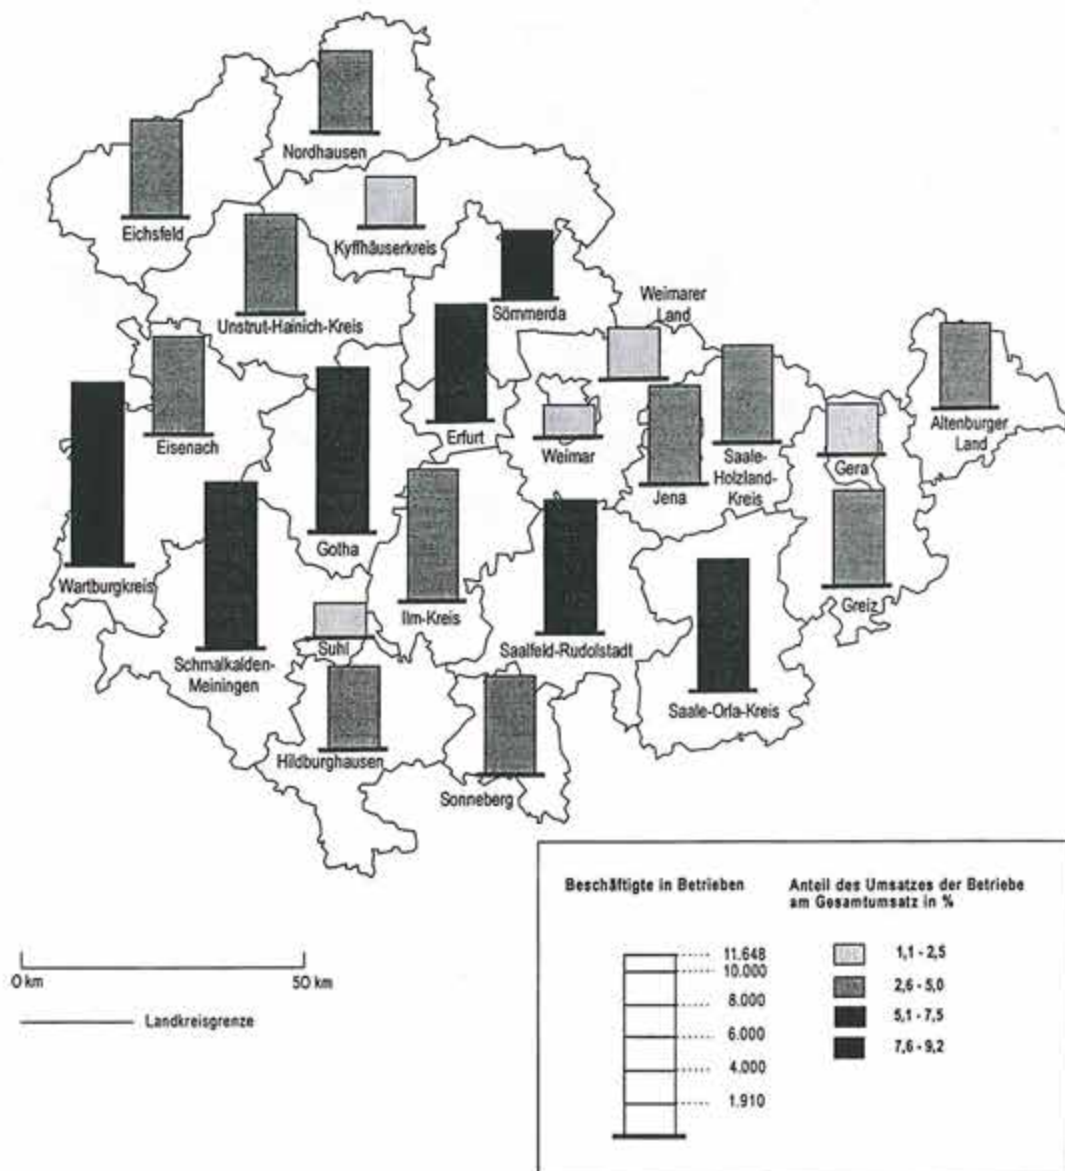 Nordhausen
Eichsfeld
Kyffhäuserkreis
Unstrut-Hainich-Kreis
Sömmerda
Weimarer
Land
Eisenach
Erfurt
Weimar
Altenburger
Land
Gera
Saale-
Holzland-
Kreis
Jena
Gotha
Wartburgkreis
Ilm-Kreis
Greiz
Suhl
Saalfeld-Rudolstadt
Schmalkalden-
Meiningen
Saale-Orla-Kreis
Hildburghausen
Sonneberg
0 km
50 km
Landkreisgrenze
Beschäftigte in Betrieben
11.648
10.000
8.000
6.000
4.000
1.910
Anteil des Umsatzes der Betriebe
am Gesamtumsatz in %
1,1 - 2,5
2,6 - 5,0
5,1 - 7,5
7,6 - 9,2